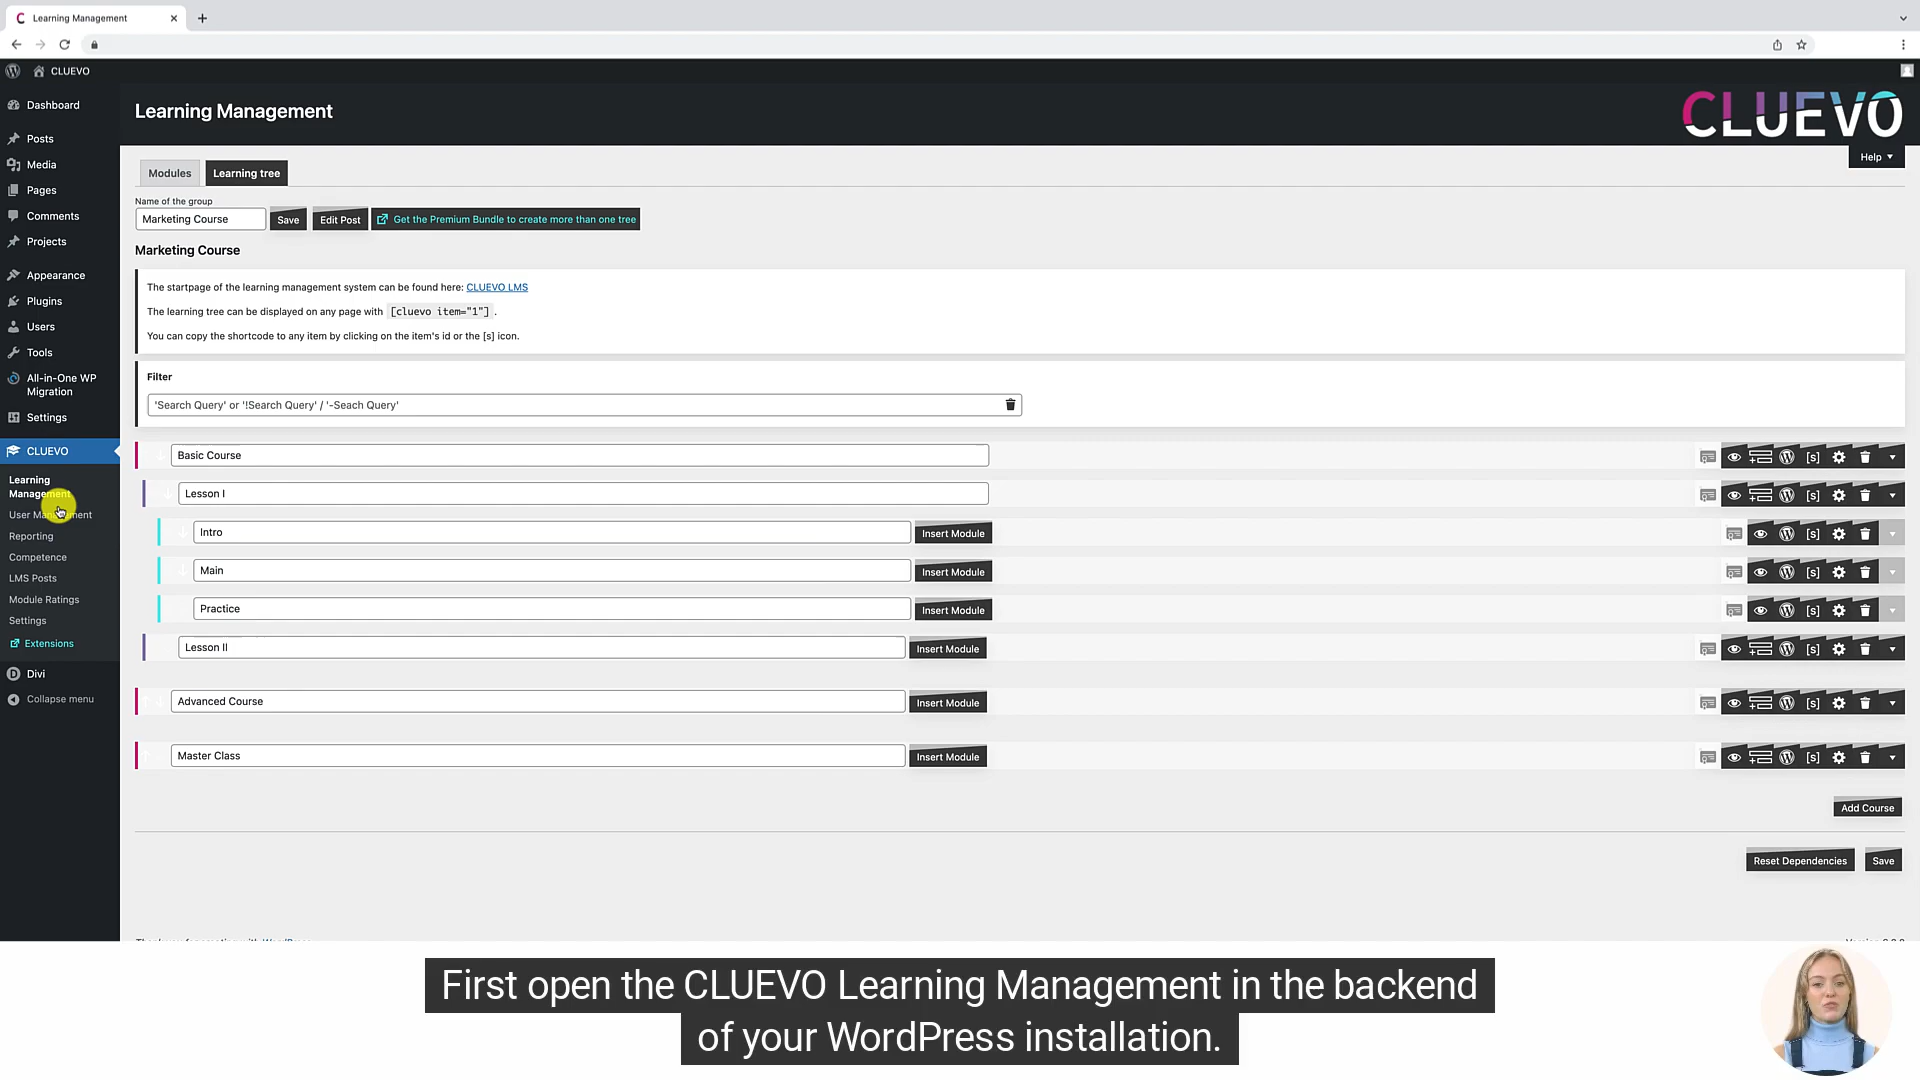 Learning Management
CLUEVO
Dashboard
Posts
Media
Pages
Comments
Projects
Appearance
Plugins
Users
Tools
All-in-One WP
Migration
Settings
CLUEVO
Learning
Management
User Management
Reporting
Competence
LMS Posts
Module Ratings
Settings
Extensions
Divi
Collapse menu
Learning Management
CLUEVO
Help
Modules
Learning tree
Name of the group
Marketing Course
Save
Edit Post
Get the Premium Bundle to create more than one tree
Marketing Course
The startpage of the learning management system can be found here: CLUEVO LMS
The learning tree can be displayed on any page with [cluevo item="1"] .
You can copy the shortcode to any item by clicking on the item's id or the [s] icon.
Filter
'Search Query' or '!Search Query' / '-Seach Query'
Basic Course [s]
Lesson I [s]
Intro Insert Module [s]
Main Insert Module [s]
Practice Insert Module [s]
Lesson II Insert Module [s]
Advanced Course Insert Module [s]
Master Class Insert Module [s]
Add Course
Reset Dependencies Save
First open the CLUEVO Learning Management in the backend
of your WordPress installation.